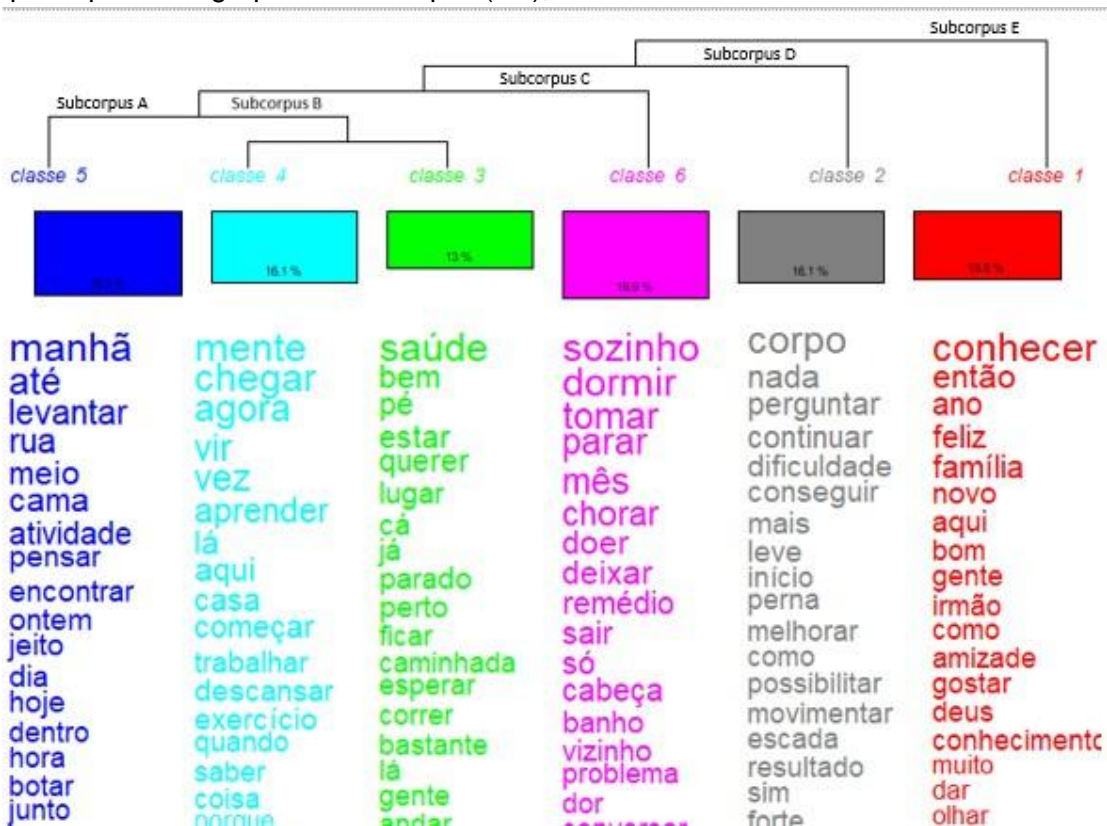 Subcorpus E
Subcorpus D
Subcorpus C
Subcorpus A
Subcorpus B
classe 5
classe 4
classe 3
classe 6
classe 2
classe 1
16.1 %
13 %
16.9 %
16.1 %
manhã
até
levantar
rua
meio
cama
atividade
pensar
encontrar
ontem
jeito
dia
hoje
dentro
hora
botar
junto
mente
chegar
agora
vir
vez
aprender
lá
aqui
casa
começar
trabalhar
descansar
exercício
quando
saber
coisa
porque
saúde
bem
pé
estar
querer
lugar
cá
já
parado
perto
ficar
caminhada
esperar
correr
bastante
lá
gente
andar
sozinho
dormir
tomar
parar
mês
chorar
doer
deixar
remédio
sair
só
cabeça
banho
vizinho
problema
dor
conversar
corpo
nada
perguntar
continuar
dificuldade
conseguir
mais
leve
início
perna
melhorar
como
possibilitar
movimentar
escada
resultado
sim
forte
conhecer
então
ano
feliz
família
novo
aqui
bom
gente
irmão
como
amizade
gostar
deus
conhecimento
muito
dar
olhar